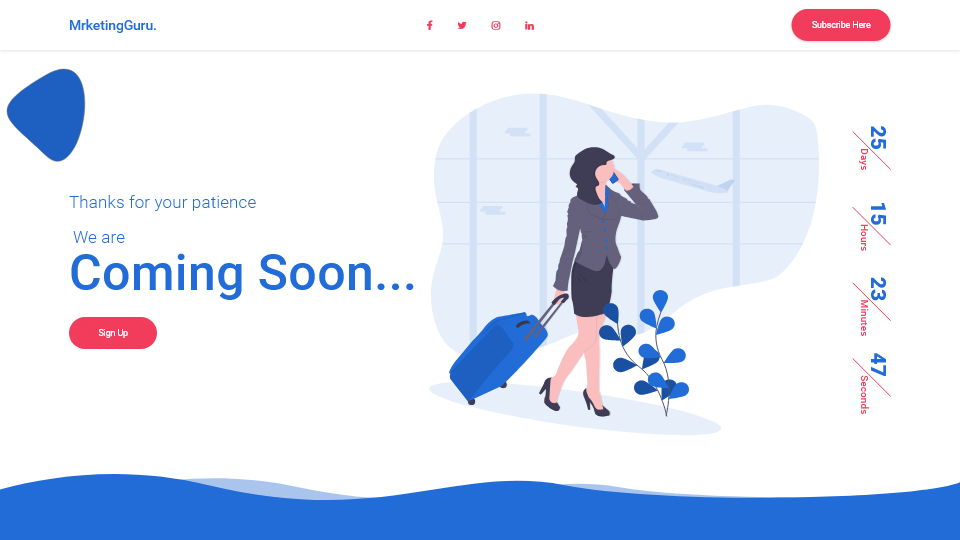 MrketingGuru.
Subscribe Here
Thanks for your patience
We are
Coming Soon...
Sign Up
25
Days
15
Hours
23
Minutes
47
Seconds